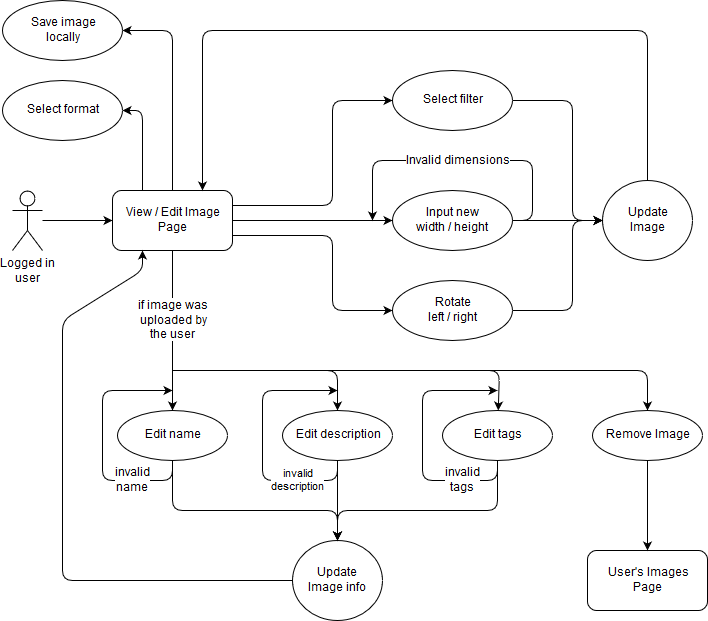 Save image
locally
Select format
Select filter
Invalid dimensions
View / Edit Image
Page
Input new
width / height
Update
Image
Logged in
user
Rotate
left / right
if image was
uploaded by
the user
Edit name
Edit description
Edit tags
Remove Image
invalid
name
invalid
description
invalid
tags
Update
Image info
User's Images
Page